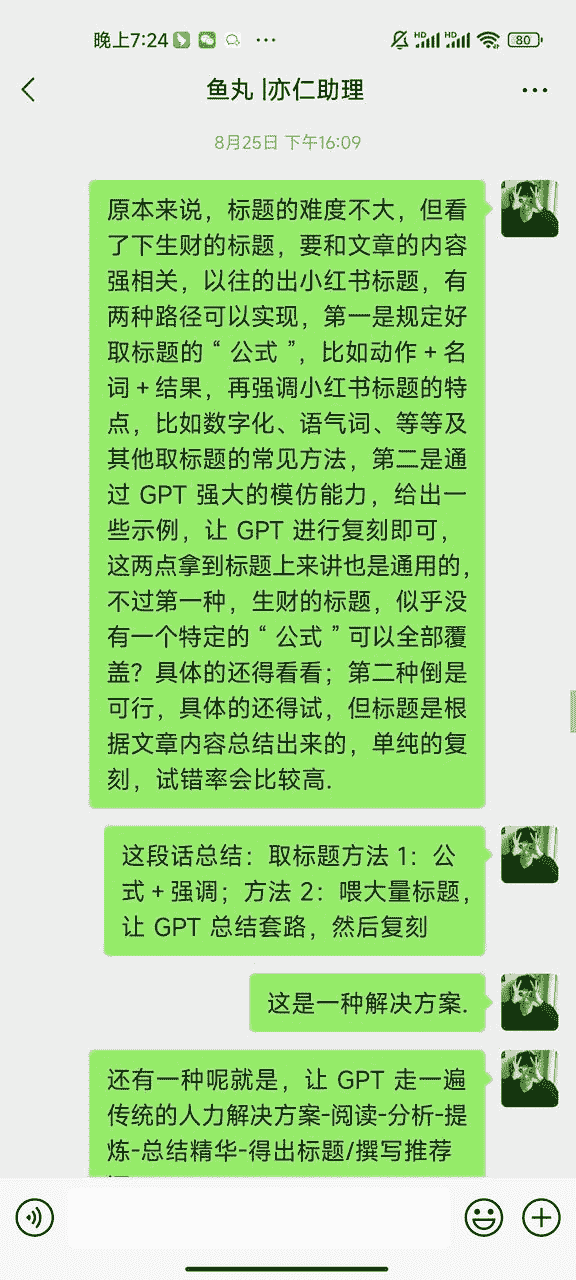 晚上7:24
HD
HD
80
鱼丸 |亦仁助理
8月25日 下午16:09
原本来说，标题的难度不大，但看
了下生财的标题，要和文章的内容
强相关，以往的出小红书标题，有
两种路径可以实现，第一是规定好
取标题的“ 公式 ”，比如动作 + 名
词 + 结果，再强调小红书标题的特
点，比如数字化、语气词、等等及
其他取标题的常见方法，第二是通
过 GPT 强大的模仿能力，给出一
些示例，让 GPT 进行复刻即可，
这两点拿到标题上来讲也是通用的，
不过第一种，生财的标题，似乎没
有一个特定的“ 公式 ”可以全部覆
盖？具体的还得看看；第二种倒是
可行，具体的还得试，但标题是根
据文章内容总结出来的，单纯的复
刻，试错率会比较高.
这段话总结：取标题方法 1：公
式 + 强调；方法 2：喂大量标题，
让 GPT 总结套路，然后复刻
这是一种解决方案.
还有一种呢就是，让 GPT 走一遍
传统的人力解决方案-阅读-分析-提
炼-总结精华-得出标题/撰写推荐